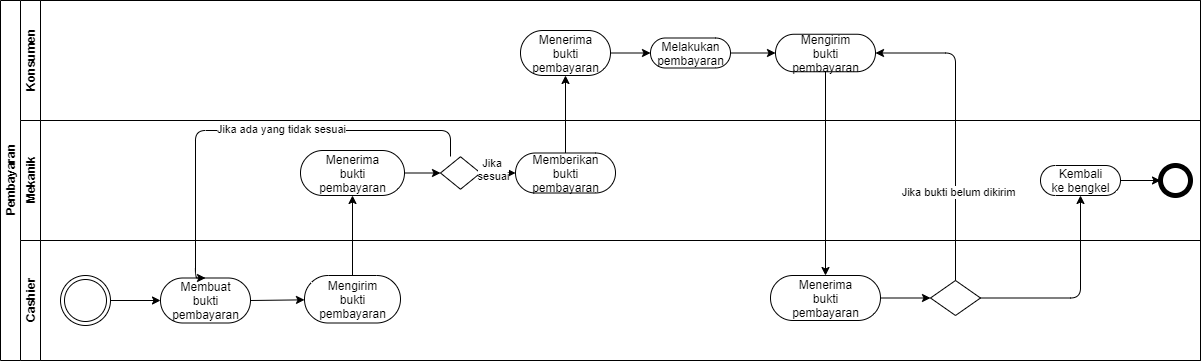 Pembayaran
Konsumen
Menerima
bukti
pembayaran
Melakukan
pembayaran
Mengirim
bukti
pembayaran
Mekanik
Jika ada yang tidak sesuai
Menerima
bukti
pembayaran
Jika
sesuai
Memberikan
bukti
pembayaran
Jika bukti belum dikirim
Kembali
ke bengkel
Cashier
Membuat
bukti
pembayaran
Mengirim
bukti
pembayaran
Menerima
bukti
pembayaran